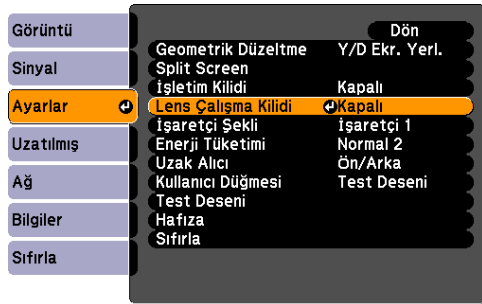 Görüntü
Sinyal
Ayarlar
Uzatılmış
Ağ
Bilgiler
Sıfırla
Dön
Geometrik Düzeltme Y/D Ekr. Yerl.
Split Screen
İşletim Kilidi Kapalı
Lens Çalışma Kilidi Kapalı
İşaretçi Şekli İşaretçi 1
Enerji Tüketimi Normal 2
Uzak Alıcı Ön/Arka
Kullanıcı Düğmesi Test Deseni
Test Deseni
Hafıza
Sıfırla